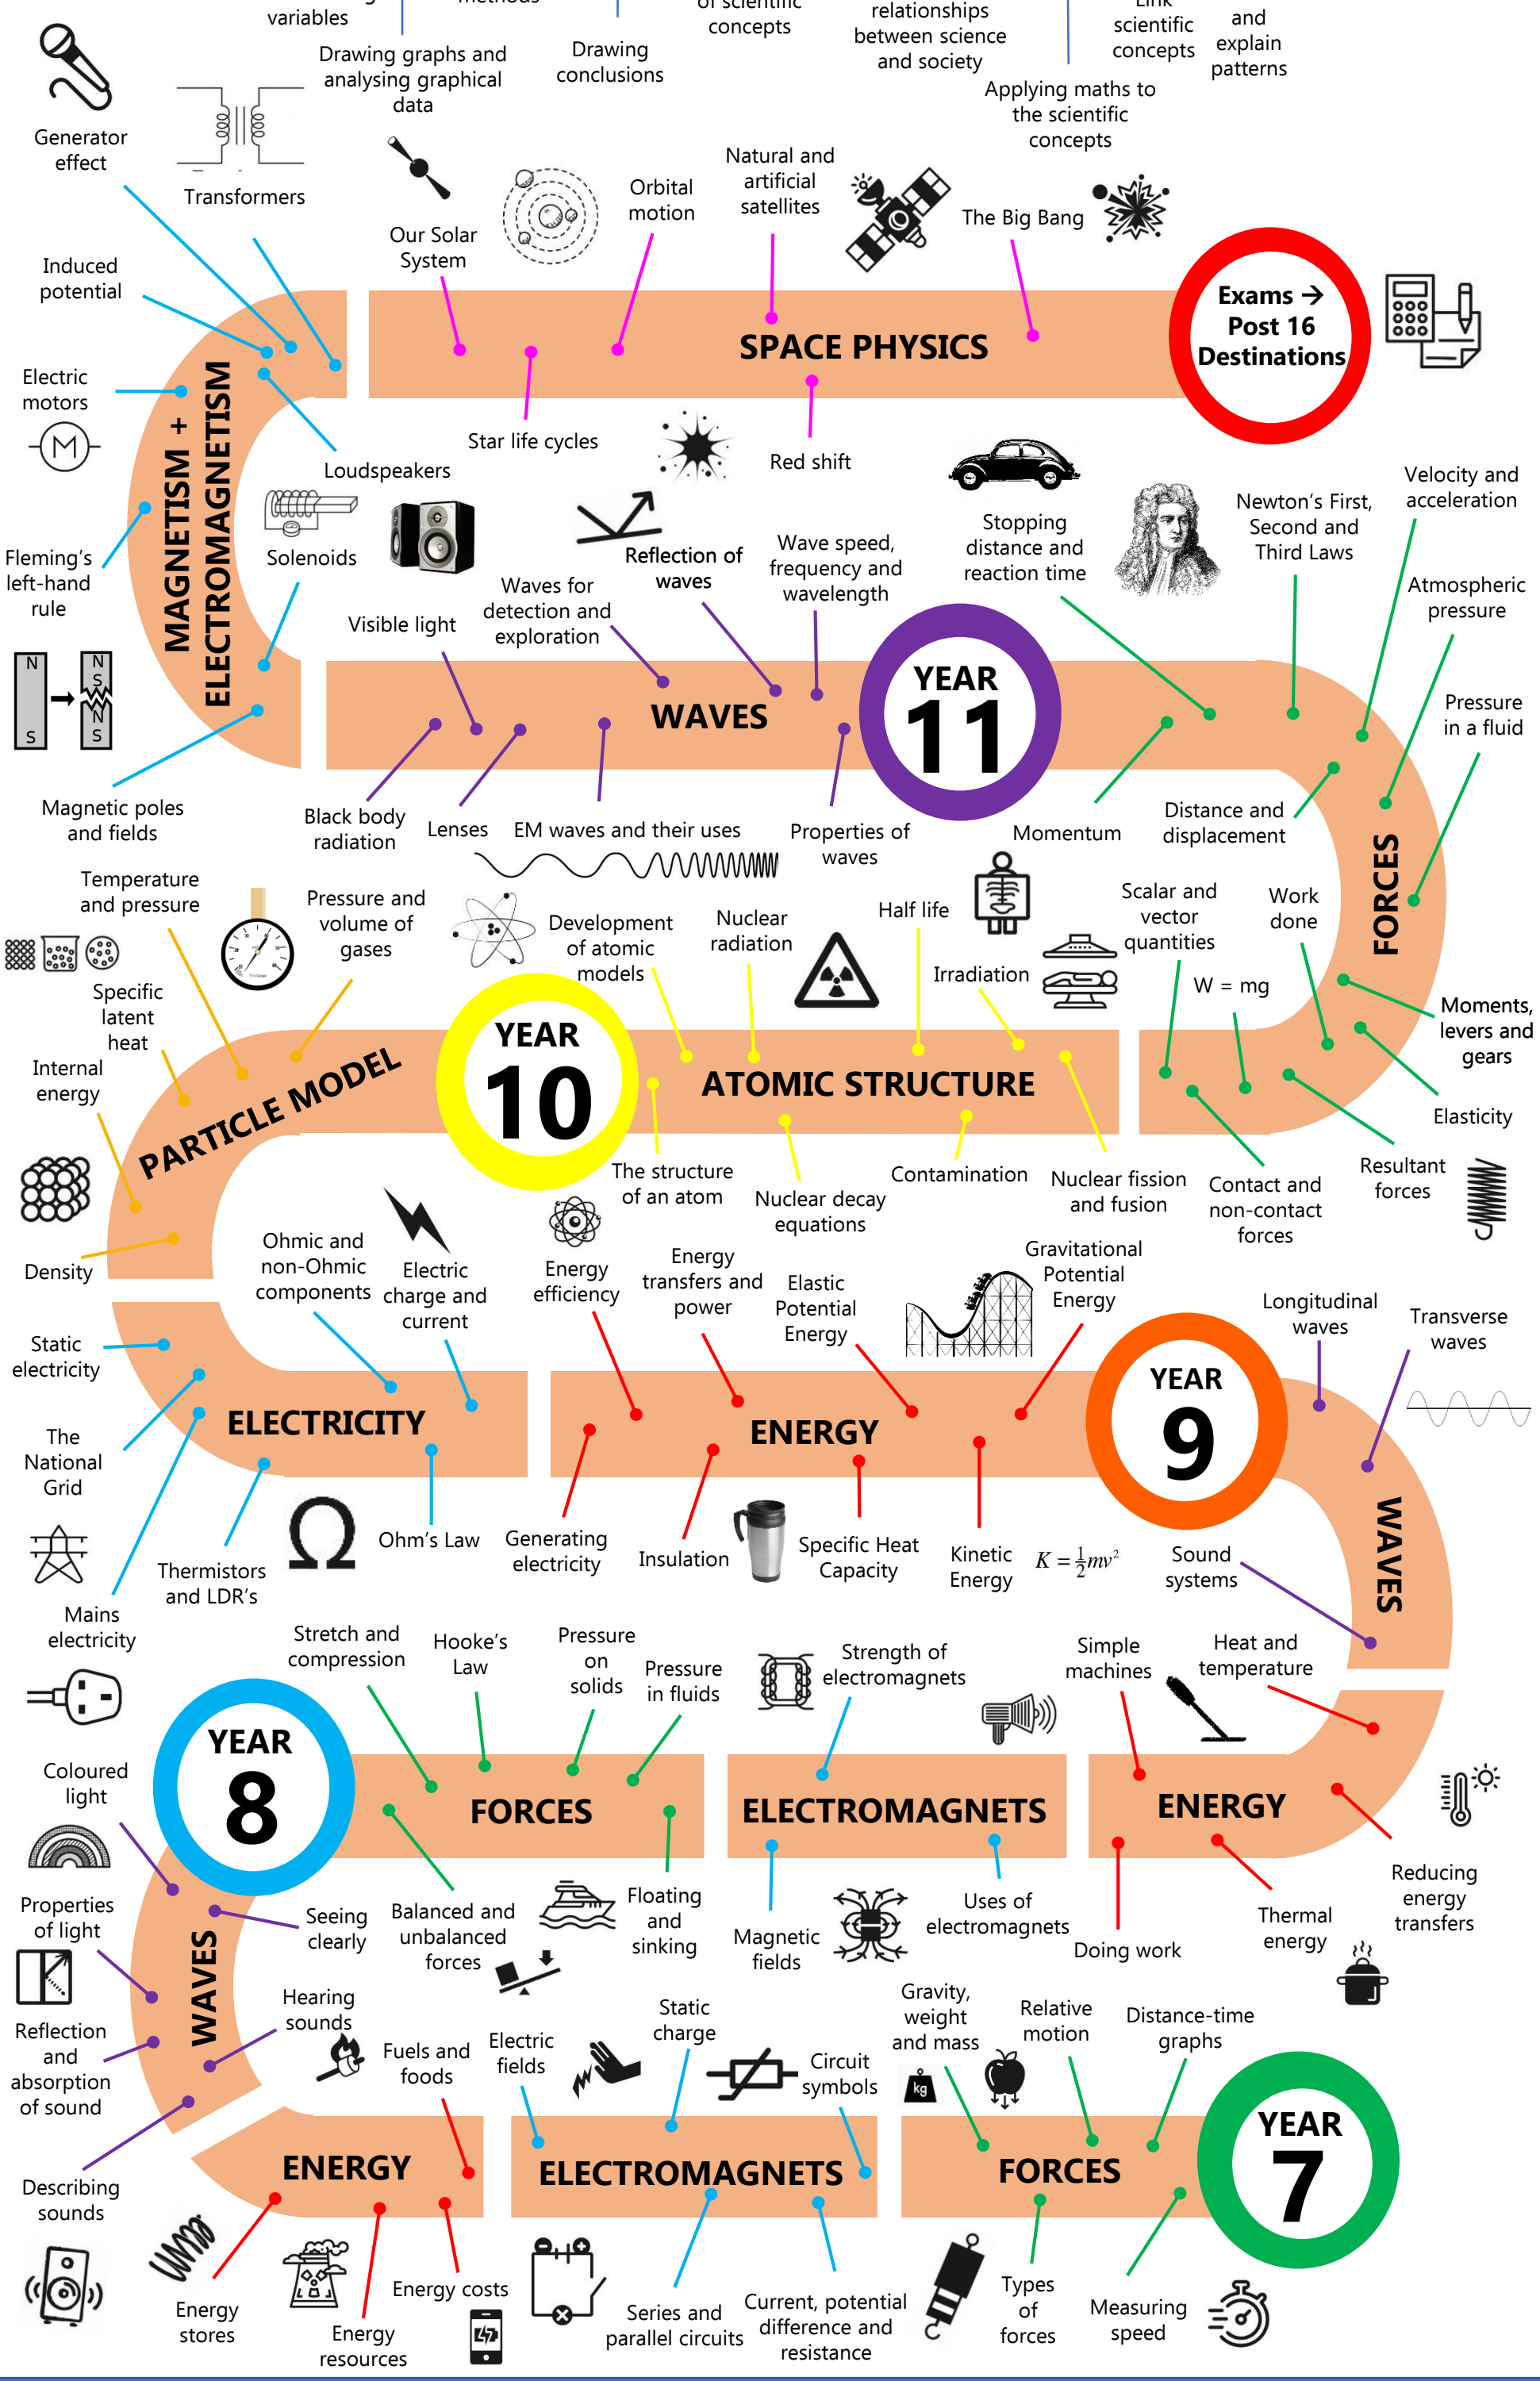 variables
of scientific
concepts
relationships
between science
and society
scientific
concepts
and
explain
patterns
Drawing graphs and
analysing graphical
data
Drawing
conclusions
Applying maths to
the scientific
concepts
Generator
effect
Transformers
Induced
potential
Electric
motors
M
Fleming's
left-hand
rule
Loudspeakers
Solenoids
Magnetic poles
and fields
N
S
N
S
N
S
MAGNETISM +
ELECTROMAGNETISM
Our Solar
System
Orbital
motion
Natural and
artificial
satellites
The Big Bang
SPACE PHYSICS
Star life cycles
Red shift
Exams →
Post 16
Destinations
Visible light
Waves for
detection and
exploration
Reflection of
waves
Wave speed,
frequency and
wavelength
WAVES
Black body
radiation
Lenses
EM waves and their uses
Properties of
waves
YEAR
11
Stopping
distance and
reaction time
Newton's First,
Second and
Third Laws
Velocity and
acceleration
Atmospheric
pressure
Pressure
in a fluid
Momentum
Distance and
displacement
FORCES
Scalar and
vector
quantities
W = mg
Work
done
Moments,
levers and
gears
Elasticity
Resultant
forces
Contact and
non-contact
forces
Development
of atomic
models
Nuclear
radiation
Half life
Irradiation
ATOMIC STRUCTURE
The structure
of an atom
Nuclear decay
equations
Contamination
Nuclear fission
and fusion
YEAR
10
Temperature
and pressure
Pressure and
volume of
gases
Specific
latent
heat
Internal
energy
Density
PARTICLE MODEL
Static
electricity
The
National
Grid
Mains
electricity
Thermistors
and LDR's
Ohmic and
non-Ohmic
components
Electric
charge and
current
Ohm's Law
Ω
ELECTRICITY
Energy
efficiency
Energy
transfers and
power
Elastic
Potential
Energy
Gravitational
Potential
Energy
ENERGY
Generating
electricity
Insulation
Specific Heat
Capacity
Kinetic
Energy
K = 1/2 mv²
YEAR
9
Longitudinal
waves
Transverse
waves
Sound
systems
WAVES
Simple
machines
Heat and
temperature
ENERGY
Doing work
Thermal
energy
Reducing
energy
transfers
Strength of
electromagnets
ELECTROMAGNETS
Magnetic
fields
Uses of
electromagnets
Stretch and
compression
Hooke's
Law
Pressure
on
solids
Pressure
in fluids
FORCES
Balanced and
unbalanced
forces
Floating
and
sinking
YEAR
8
Coloured
light
Properties
of light
Seeing
clearly
Hearing
sounds
Reflection
and
absorption
of sound
Describing
sounds
WAVES
Fuels and
foods
ENERGY
Energy
stores
Energy
resources
Energy costs
Electric
fields
Static
charge
Circuit
symbols
ELECTROMAGNETS
Series and
parallel circuits
Current, potential
difference and
resistance
Gravity,
weight
and mass
kg
Relative
motion
Distance-time
graphs
FORCES
Types
of
forces
Measuring
speed
YEAR
7